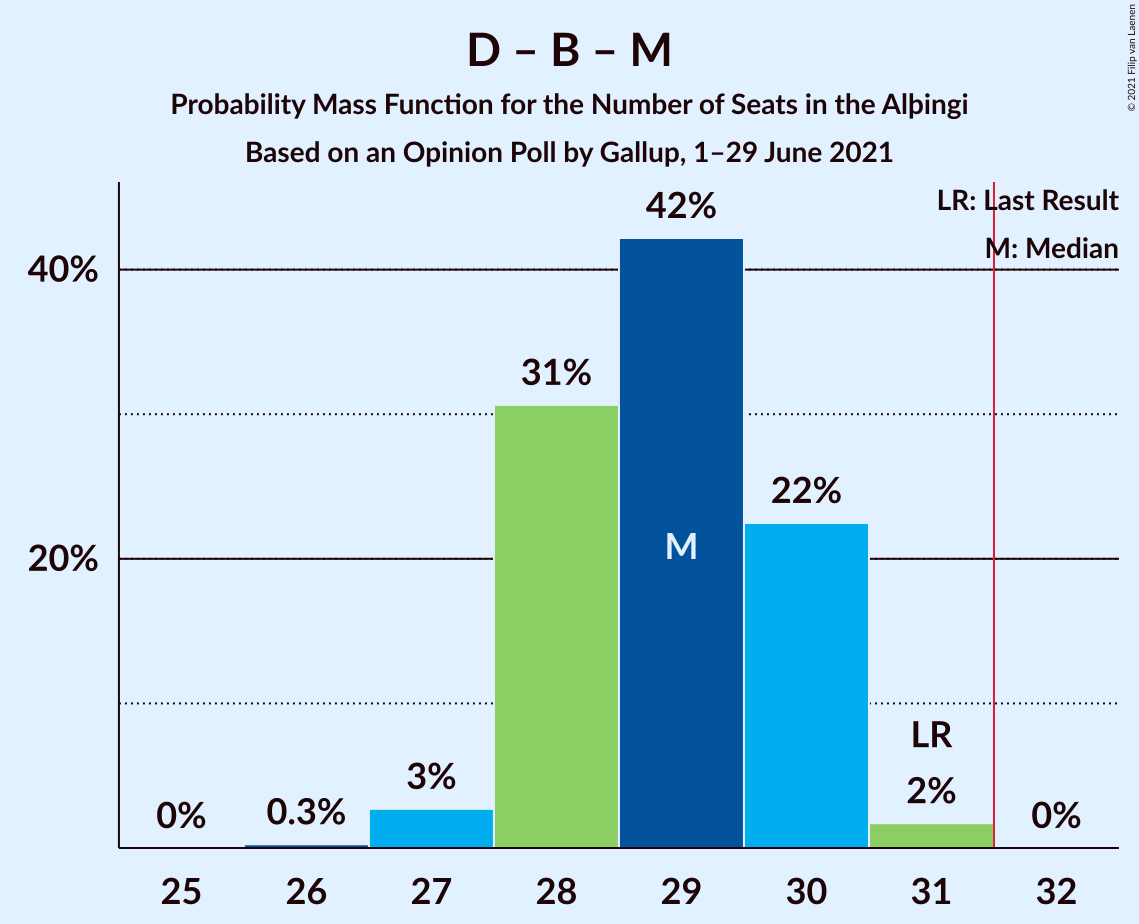 D – B – M
Probability Mass Function for the Number of Seats in the Alþingi
Based on an Opinion Poll by Gallup, 1–29 June 2021
© 2021 Filip van Laenen
LR: Last Result
M: Median
42%
40%
31%
22%
M
20%
LR
3%
2%
0%
0.3%
0%
25 26 27 28 29 30 31 32